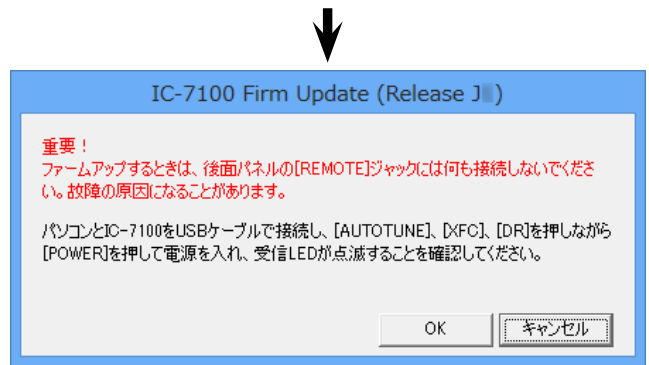 IC-7100 Firm Update (Release J )
重要！
ファームアップするときは、後面パネルの[REMOTE]ジャックには何も接続しないでくださ
い。故障の原因になることがあります。
パソコンとIC-7100をUSBケーブルで接続し、[AUTOTUNE]、[XFC]、[DR]を押しながら
[POWER]を押して電源を入れ、受信LEDが点滅することを確認してください。
OK キャンセル